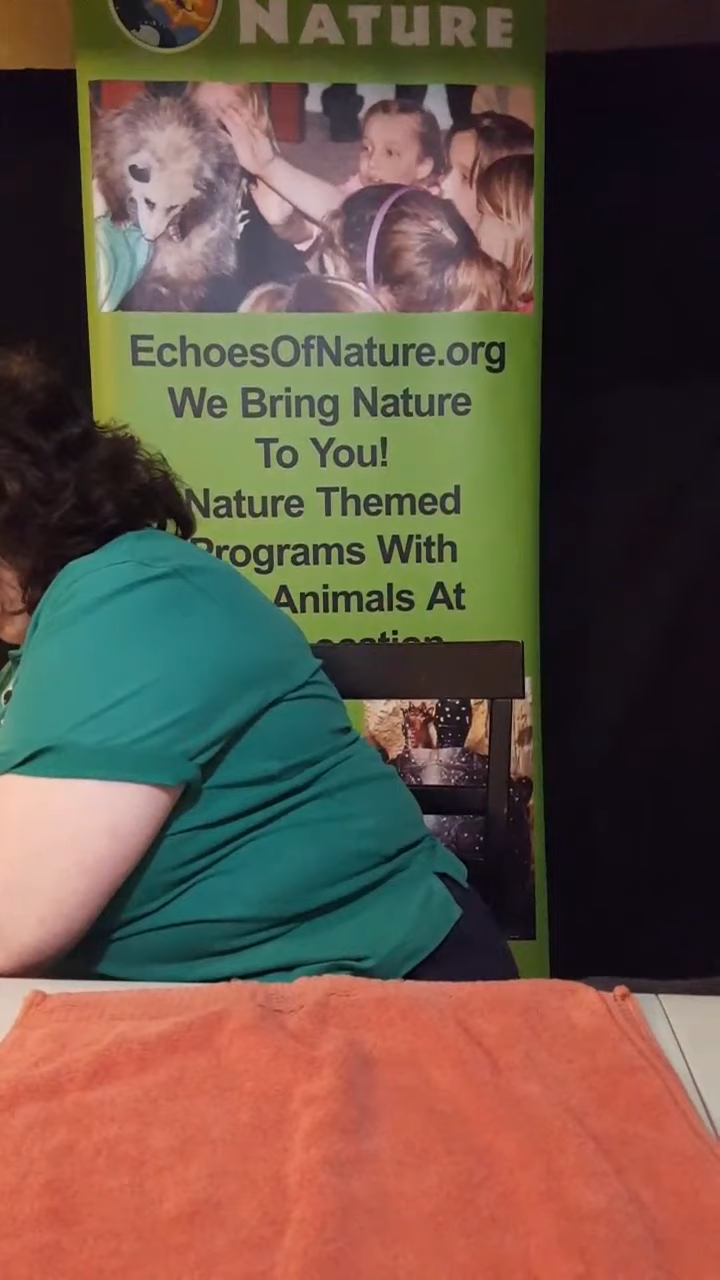 NATURE
EchoesOfNature.org
We Bring Nature
To You!
Nature Themed
Programs With
Animals At